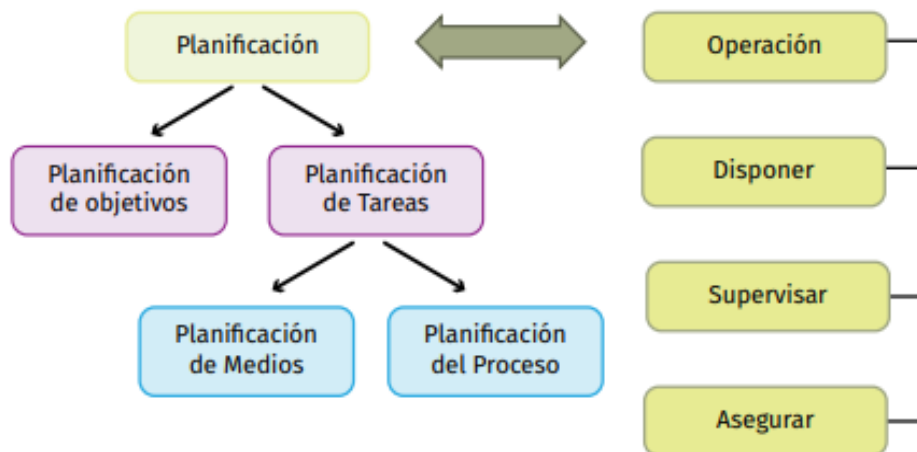 Planificación
Operación
Planificación
de objetivos
Planificación
de Tareas
Disponer
Planificación
de Medios
Planificación
del Proceso
Supervisar
Asegurar